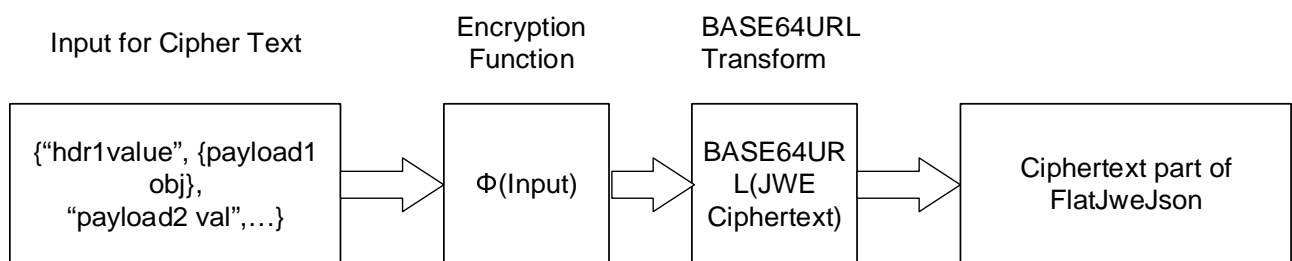 Input for Cipher Text
Encryption
Function
BASE64URL
Transform
{“hdr1value”, {payload1
obj},
“payload2 val”,…}
Φ(Input)
BASE64UR
L(JWE
Ciphertext)
Ciphertext part of
FlatJweJson